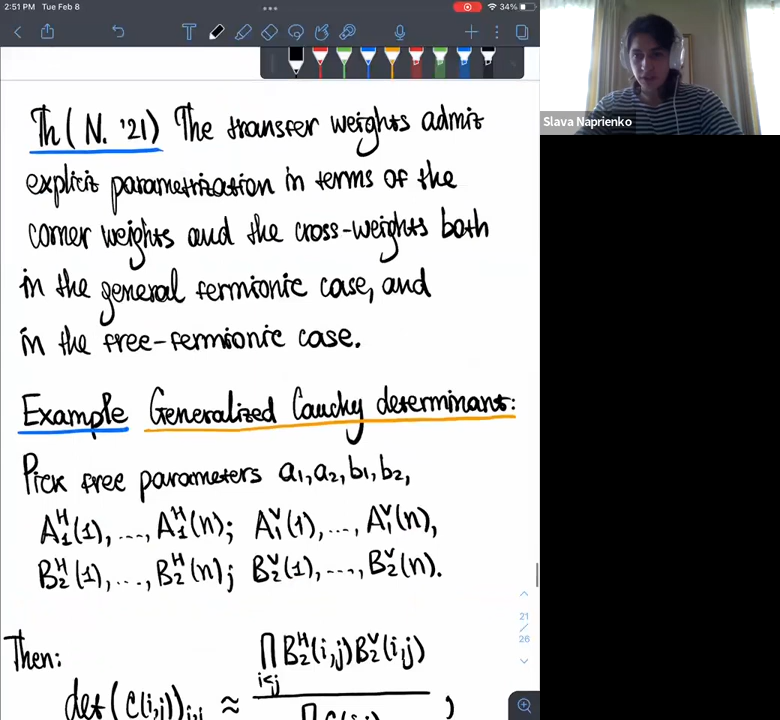 2:51 PM Tue Feb 8
34%
Th (N. '21) The transfer weights admit
explicit parametrization in terms of the
corner weights and the cross-weights both
in the general fermionic case, and
in the free-fermionic case.
Example Generalized Cauchy determinant:
Pick free parameters a₁, a₂, b₁, b₂,
A₁ᴴ(1), ..., A₁ᴴ(n); A₁ⱽ(1), ..., A₁ⱽ(n),
B₂ᴴ(1), ..., B₂ᴴ(n); B₂ⱽ(1), ..., B₂ⱽ(n).
Then:
∏ B₂ᴴ(i,j) B₂ⱽ(i,j)
i<j
det(C(i,j))ᵢ,ⱼ ≈
21
/
26
Slava Naprienko